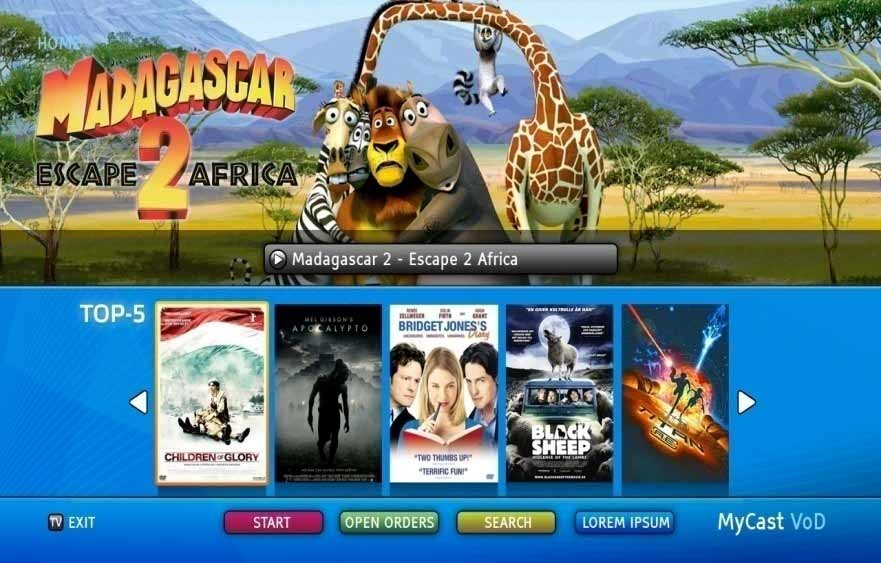 HOME
MADAGASCAR
ESCAPE 2 AFRICA
Madagascar 2 - Escape 2 Africa
TOP-5
CHILDREN OF GLORY
MEL GIBSON'S
APOCALYPTO
RENÉE ZELLWEGER COLIN FIRTH AND HUGH GRANT
BRIDGET JONES'S
Diary
"TWO THUMBS UP!"
"TERRIFIC FUN!"
BLACK
SHEEP
TITAN
A.E.
TV EXIT
START
OPEN ORDERS
SEARCH
LOREM IPSUM
MyCast VoD